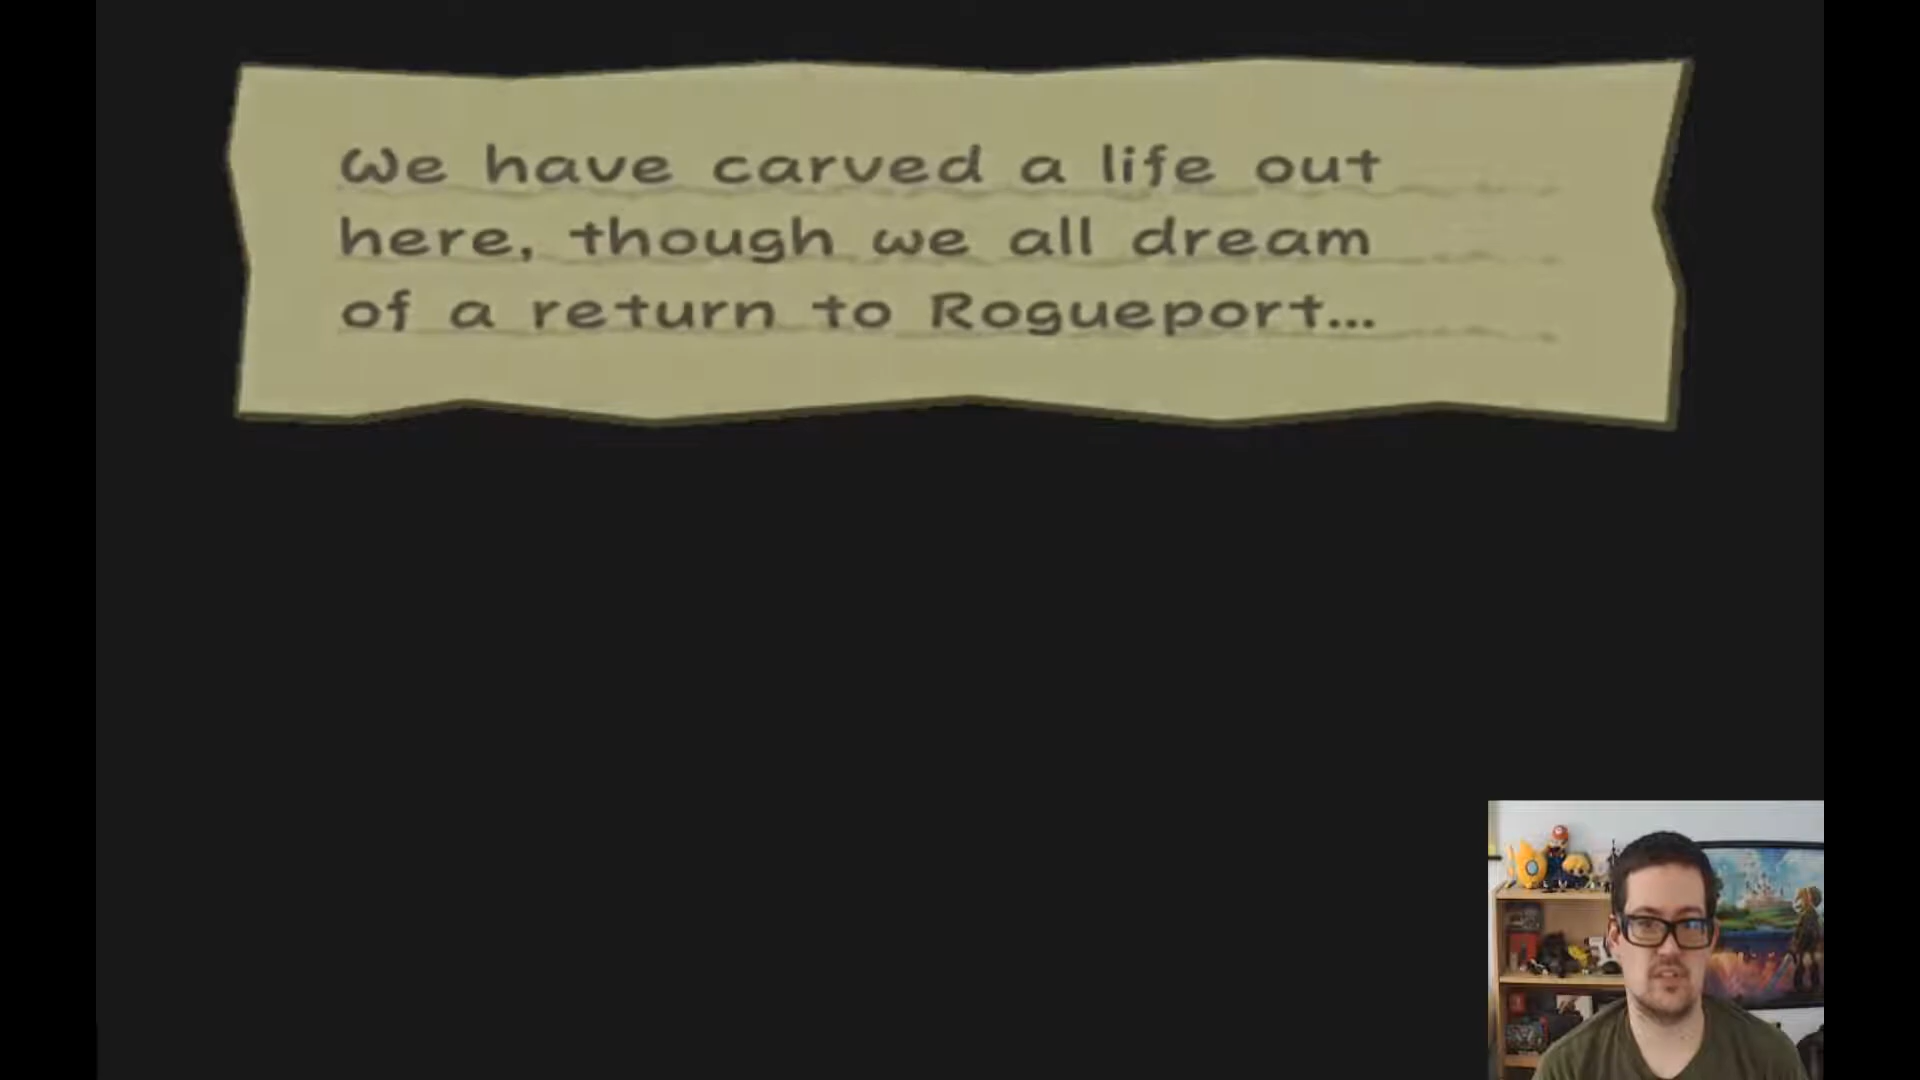 We have carved a life out
here, though we all dream
of a return to Rogueport...